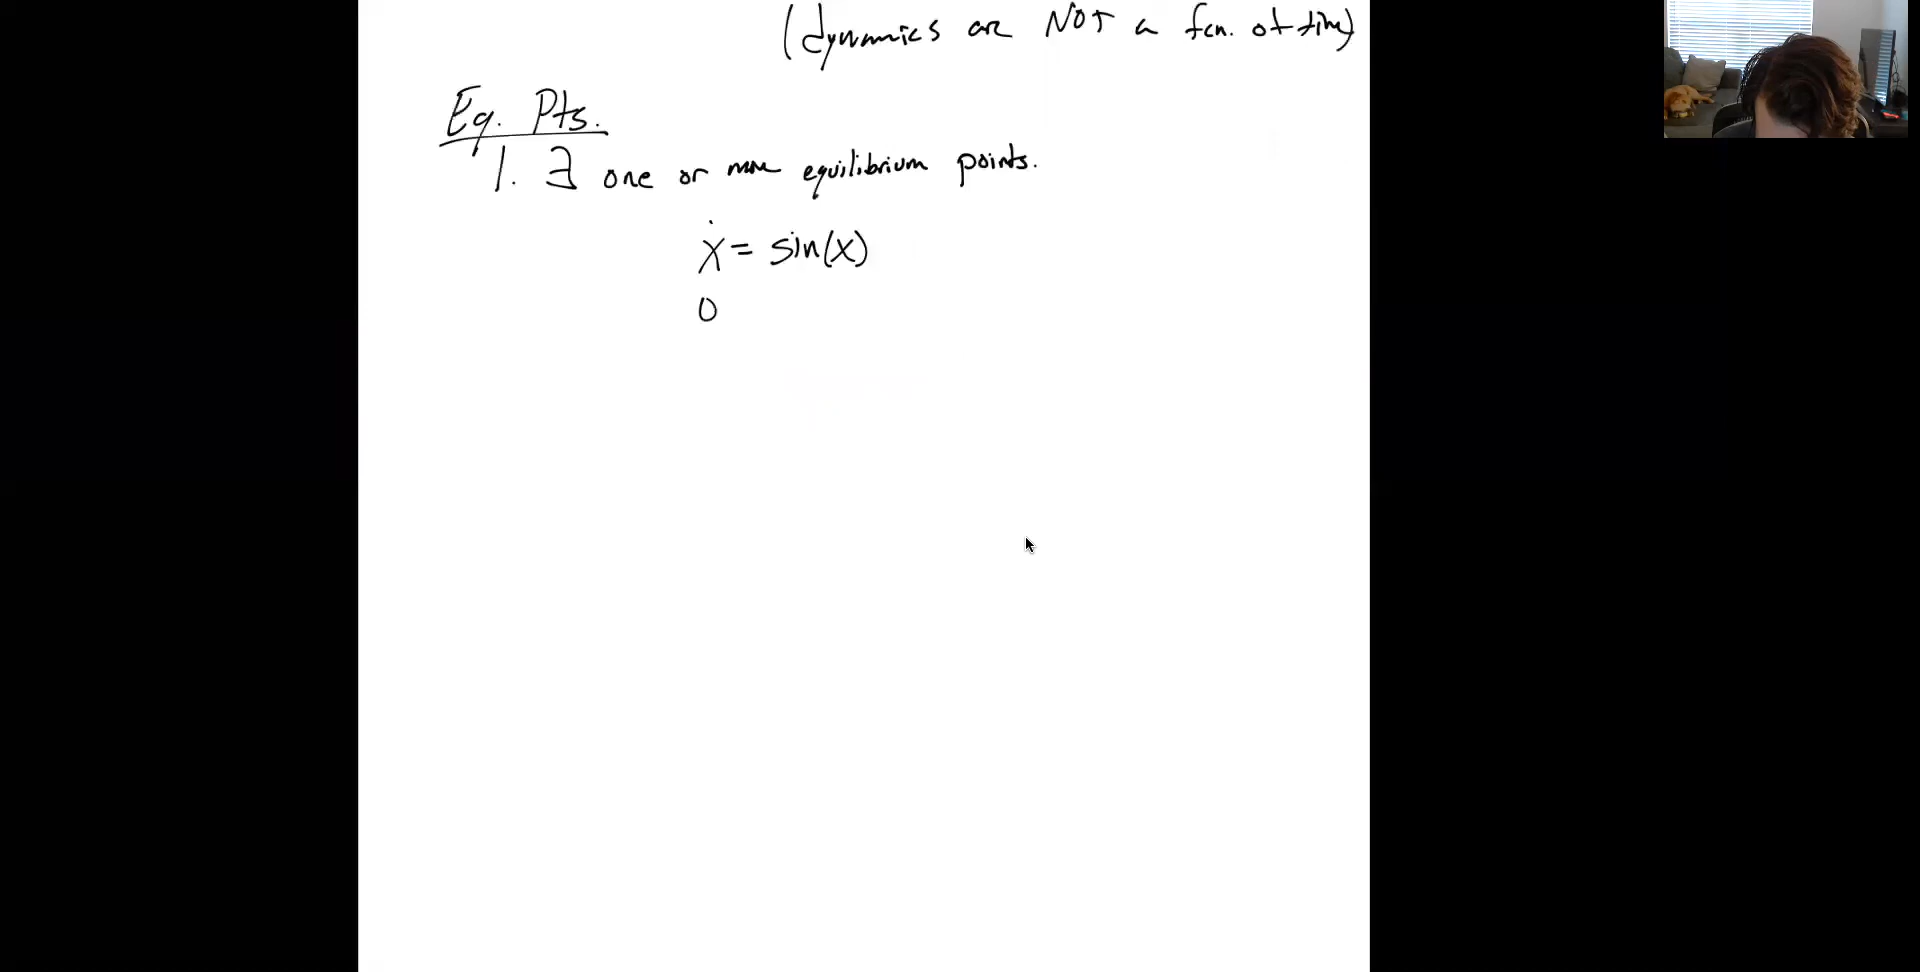 (dynamics are NOT a fcn. of time)
Eq. Pts.
1. ∃ one or more equilibrium points.
ẋ = sin(x)
0